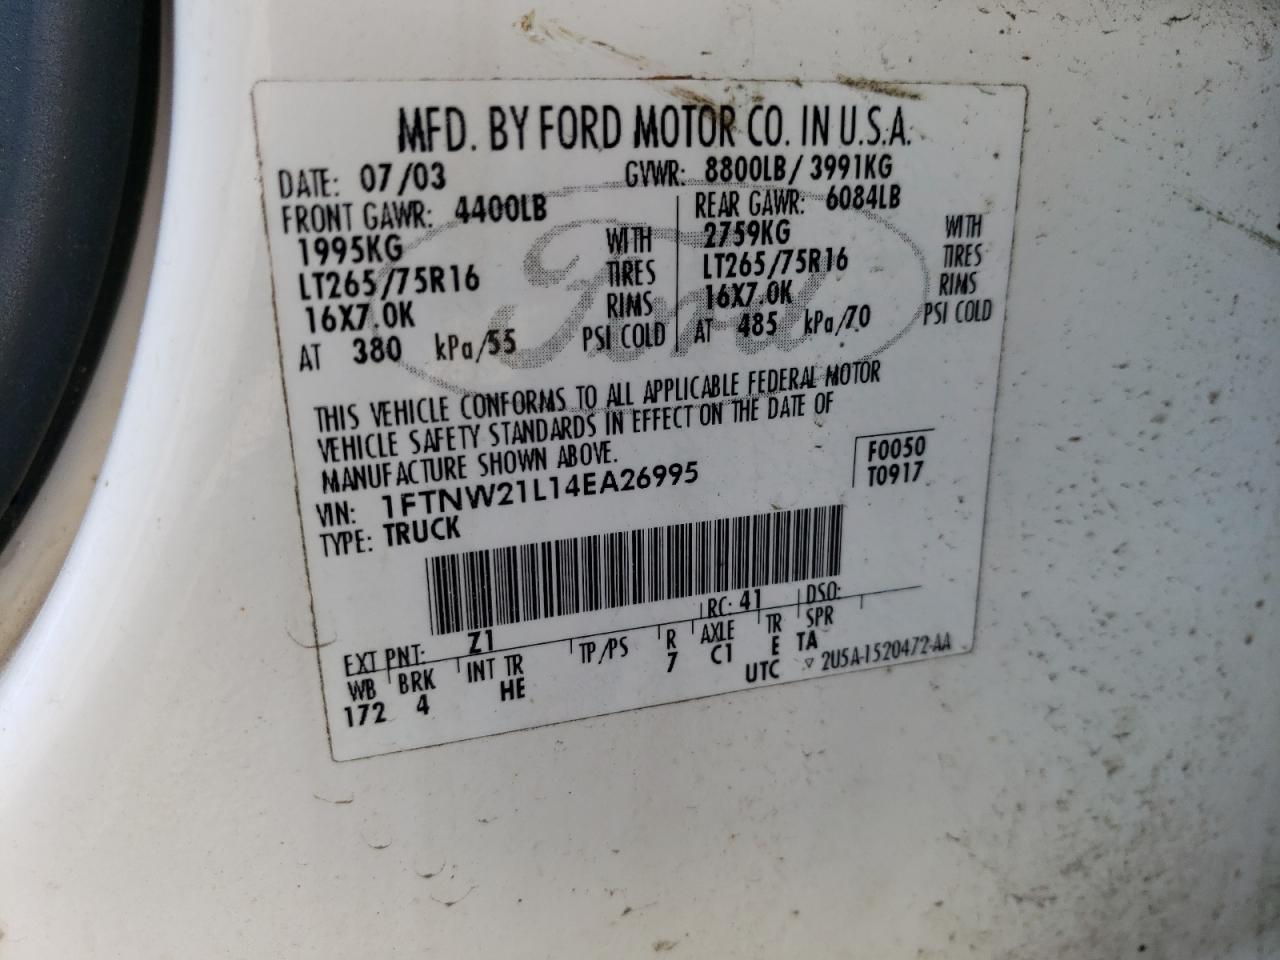 MFD. BY FORD MOTOR CO. IN U.S.A.
DATE: 07/03 GVWR: 8800LB/ 3991KG
FRONT GAWR: 4400LB REAR GAWR: 6084LB
1995KG WITH 2759KG WITH
LT265/75R16 TIRES LT265/75R16 TIRES
16X7.0K RIMS 16X7.0K RIMS
AT 380 kPa/55 PSI COLD AT 485 kPa/70 PSI COLD
Ford
THIS VEHICLE CONFORMS TO ALL APPLICABLE FEDERAL MOTOR
VEHICLE SAFETY STANDARDS IN EFFECT ON THE DATE OF
MANUFACTURE SHOWN ABOVE.
VIN: 1FTNW21L14EA26995 F0050
TYPE: TRUCK T0917
EXT PNT: Z1 RC: 41 DSO:
WB BRK INT TR TP/PS R AXLE TR SPR
172 4 HE 7 C1 E TA
UTC ▿ 2U5A-1520472-AA